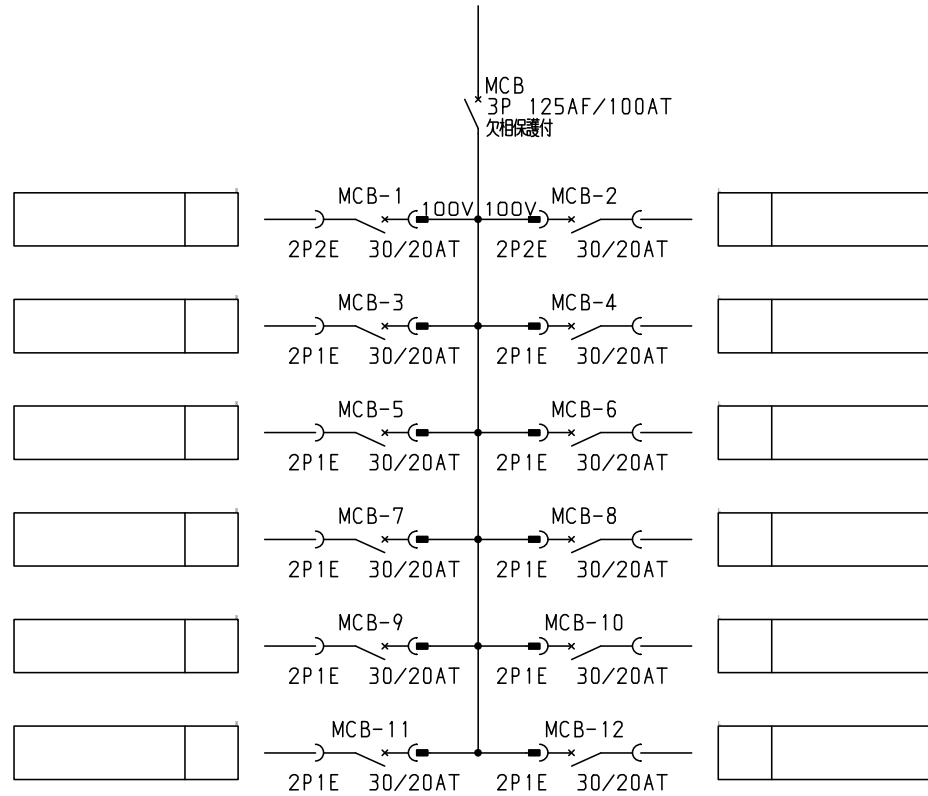 MCB
3P 125AF/100AT
欠相保護付
MCB-1 100V 100V MCB-2
2P2E 30/20AT 2P2E 30/20AT
MCB-3 MCB-4
2P1E 30/20AT 2P1E 30/20AT
MCB-5 MCB-6
2P1E 30/20AT 2P1E 30/20AT
MCB-7 MCB-8
2P1E 30/20AT 2P1E 30/20AT
MCB-9 MCB-10
2P1E 30/20AT 2P1E 30/20AT
MCB-11 MCB-12
2P1E 30/20AT 2P1E 30/20AT